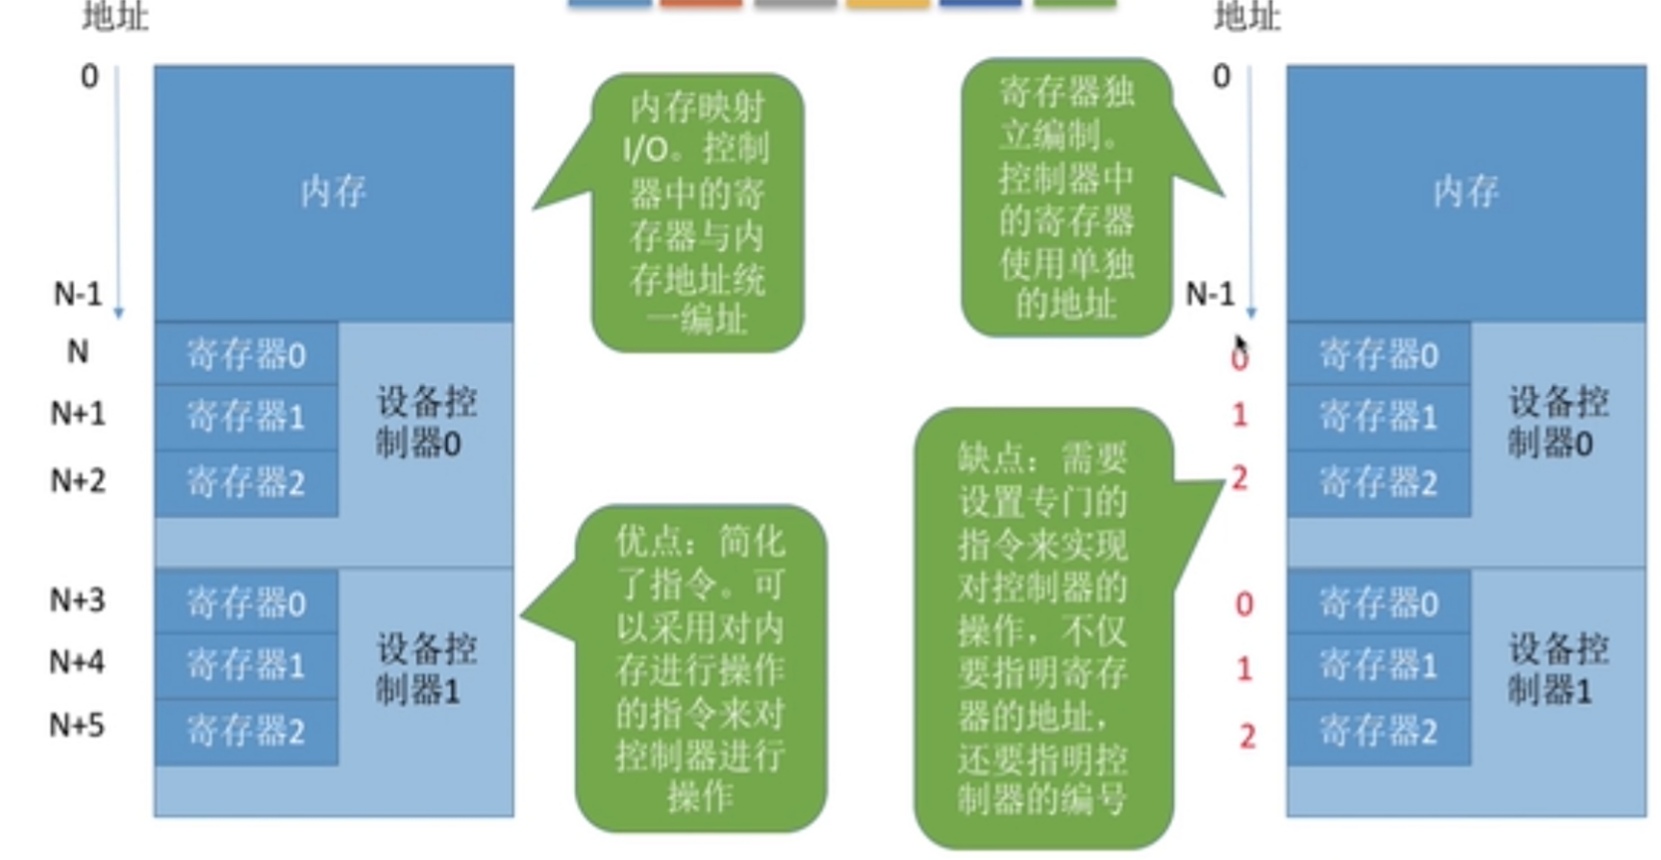 地址
0
N-1
N
N+1
N+2
N+3
N+4
N+5
内存
寄存器0
寄存器1
寄存器2
设备控
制器0
寄存器0
寄存器1
寄存器2
设备控
制器1
内存映射
I/O。控制
器中的寄
存器与内
存地址统
一编址
优点：简化
了指令。可
以采用对内
存进行操作
的指令来对
控制器进行
操作
寄存器独
立编制。
控制器中
的寄存器
使用单独
的地址
缺点：需要
设置专门的
指令来实现
对控制器的
操作，不仅
要指明寄存
器的地址，
还要指明控
制器的编号
地址
0
N-1
0
1
2
0
1
2
内存
寄存器0
寄存器1
寄存器2
设备控
制器0
寄存器0
寄存器1
寄存器2
设备控
制器1